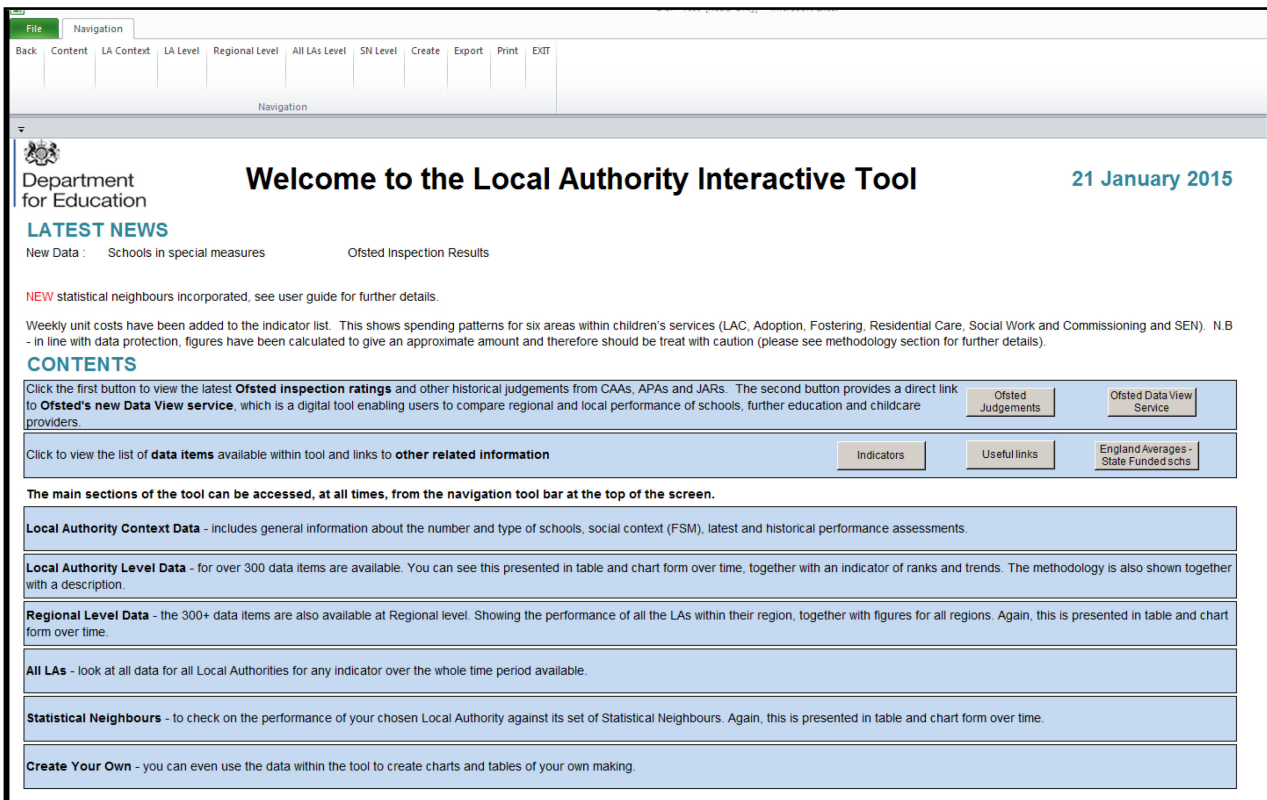 File Navigation
Back Content LA Context LA Level Regional Level All LAs Level SN Level Create Export Print EXIT
Navigation
Department
for Education
Welcome to the Local Authority Interactive Tool
21 January 2015
LATEST NEWS
New Data : Schools in special measures Ofsted Inspection Results
NEW statistical neighbours incorporated, see user guide for further details.
Weekly unit costs have been added to the indicator list. This shows spending patterns for six areas within children's services (LAC, Adoption, Fostering, Residential Care, Social Work and Commissioning and SEN). N.B
- in line with data protection, figures have been calculated to give an approximate amount and therefore should be treat with caution (please see methodology section for further details).
CONTENTS
Click the first button to view the latest Ofsted inspection ratings and other historical judgements from CAAs, APAs and JARs. The second button provides a direct link
to Ofsted's new Data View service, which is a digital tool enabling users to compare regional and local performance of schools, further education and childcare
providers.
Ofsted
Judgements
Ofsted Data View
Service
Click to view the list of data items available within tool and links to other related information
Indicators
Useful links
England Averages -
State Funded schs
The main sections of the tool can be accessed, at all times, from the navigation tool bar at the top of the screen.
Local Authority Context Data - includes general information about the number and type of schools, social context (FSM), latest and historical performance assessments.
Local Authority Level Data - for over 300 data items are available. You can see this presented in table and chart form over time, together with an indicator of ranks and trends. The methodology is also shown together
with a description.
Regional Level Data - the 300+ data items are also available at Regional level. Showing the performance of all the LAs within their region, together with figures for all regions. Again, this is presented in table and chart
form over time.
All LAs - look at all data for all Local Authorities for any indicator over the whole time period available.
Statistical Neighbours - to check on the performance of your chosen Local Authority against its set of Statistical Neighbours. Again, this is presented in table and chart form over time.
Create Your Own - you can even use the data within the tool to create charts and tables of your own making.